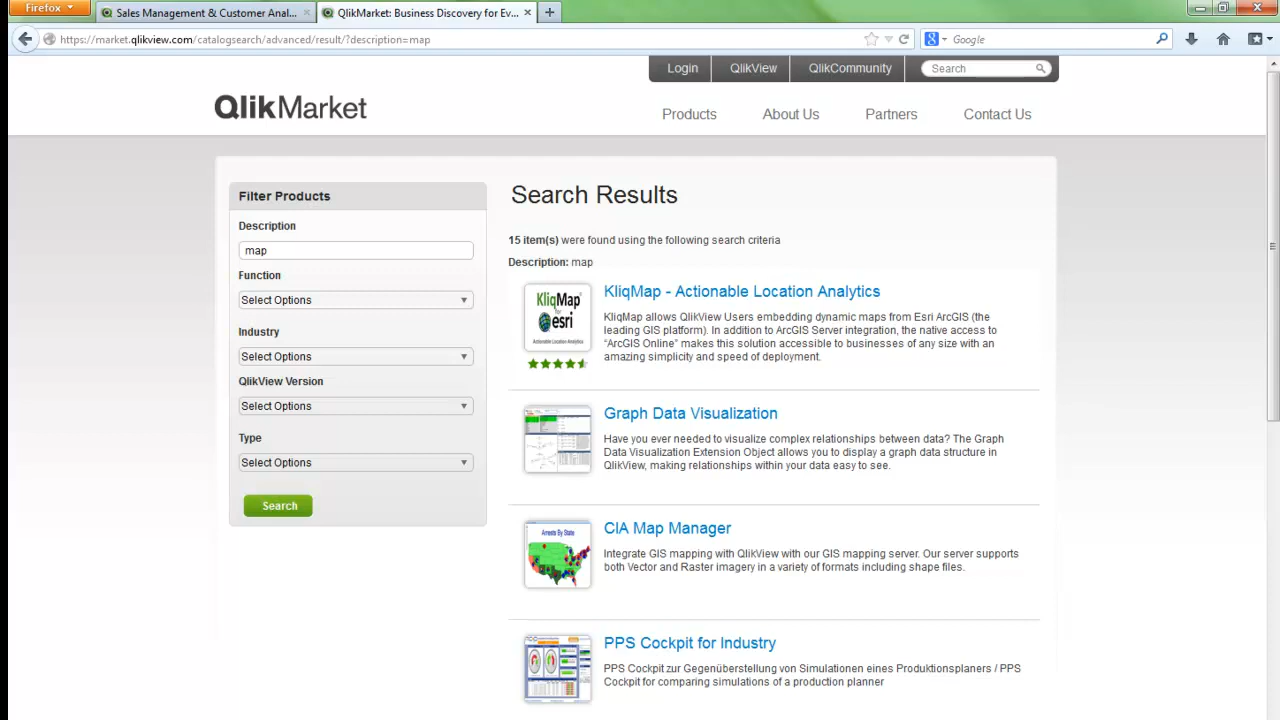 Firefox
Sales Management & Customer Anal...
QlikMarket: Business Discovery for Ev...
https://market.qlikview.com/catalogsearch/advanced/result/?description=map
Google
Login
QlikView
QlikCommunity
Search
QlikMarket
Products
About Us
Partners
Contact Us
Filter Products
Description
map
Function
Select Options
Industry
Select Options
QlikView Version
Select Options
Type
Select Options
Search
Search Results
15 item(s) were found using the following search criteria
Description: map
KliqMap
for
esri
Actionable Location Analytics
KliqMap - Actionable Location Analytics
KliqMap allows QlikView Users embedding dynamic maps from Esri ArcGIS (the
leading GIS platform). In addition to ArcGIS Server integration, the native access to
“ArcGIS Online” makes this solution accessible to businesses of any size with an
amazing simplicity and speed of deployment.
Graph Data Visualization
Have you ever needed to visualize complex relationships between data? The Graph
Data Visualization Extension Object allows you to display a graph data structure in
QlikView, making relationships within your data easy to see.
Arrests By State
CIA Map Manager
Integrate GIS mapping with QlikView with our GIS mapping server. Our server supports
both Vector and Raster imagery in a variety of formats including shape files.
PPS Cockpit for Industry
PPS Cockpit zur Gegenüberstellung von Simulationen eines Produktionsplaners / PPS
Cockpit for comparing simulations of a production planner